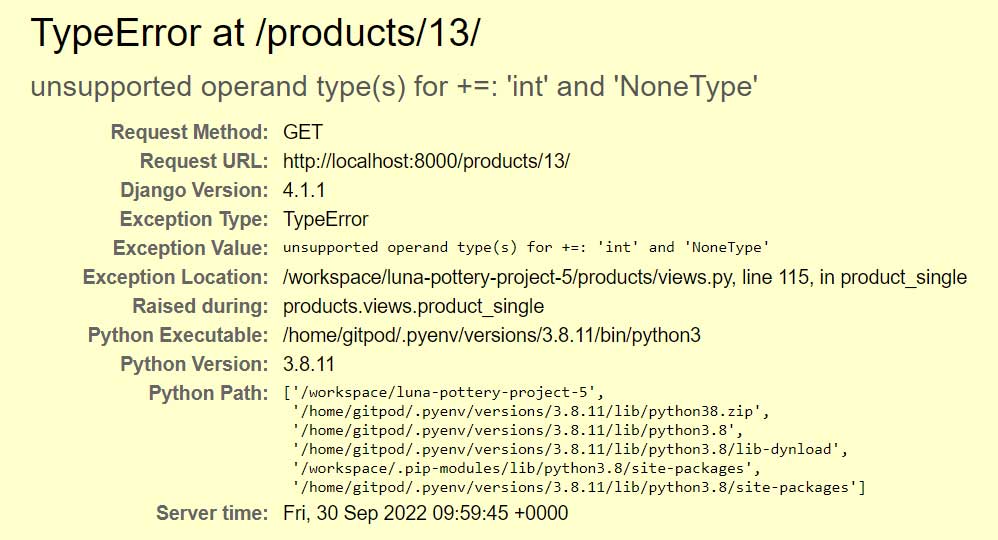 TypeError at /products/13/
unsupported operand type(s) for +=: 'int' and 'NoneType'
Request Method: GET
Request URL: http://localhost:8000/products/13/
Django Version: 4.1.1
Exception Type: TypeError
Exception Value: unsupported operand type(s) for +=: 'int' and 'NoneType'
Exception Location: /workspace/luna-pottery-project-5/products/views.py, line 115, in product_single
Raised during: products.views.product_single
Python Executable: /home/gitpod/.pyenv/versions/3.8.11/bin/python3
Python Version: 3.8.11
Python Path: ['/workspace/luna-pottery-project-5',
'/home/gitpod/.pyenv/versions/3.8.11/lib/python38.zip',
'/home/gitpod/.pyenv/versions/3.8.11/lib/python3.8',
'/home/gitpod/.pyenv/versions/3.8.11/lib/python3.8/lib-dynload',
'/workspace/.pip-modules/lib/python3.8/site-packages',
'/home/gitpod/.pyenv/versions/3.8.11/lib/python3.8/site-packages']
Server time: Fri, 30 Sep 2022 09:59:45 +0000